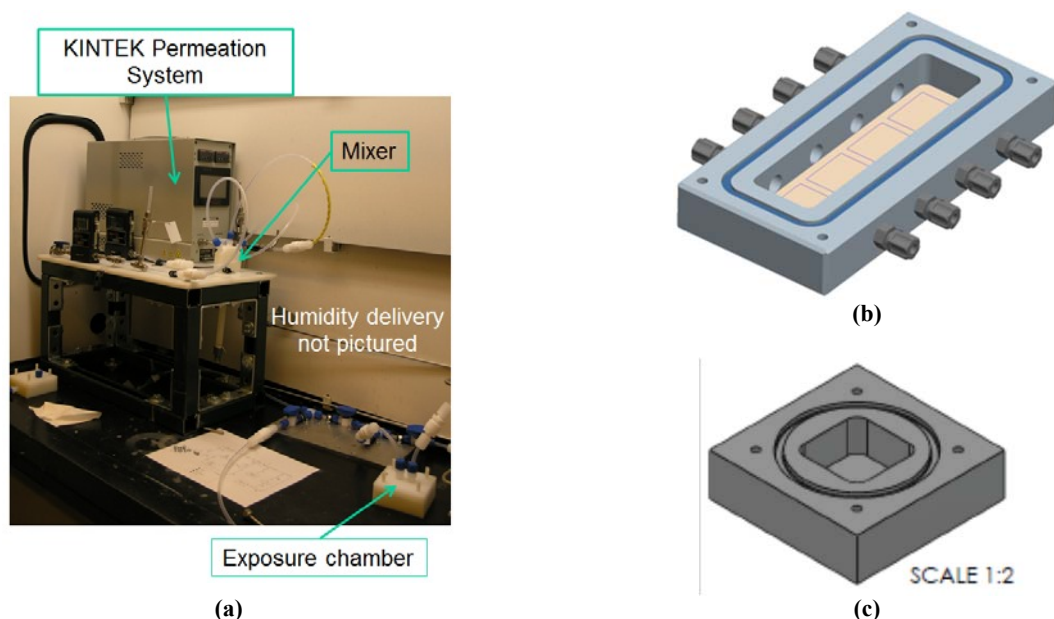 KINTEK Permeation
System
Mixer
Humidity delivery
not pictured
Exposure chamber
(a)
(b)
SCALE 1:2
(c)